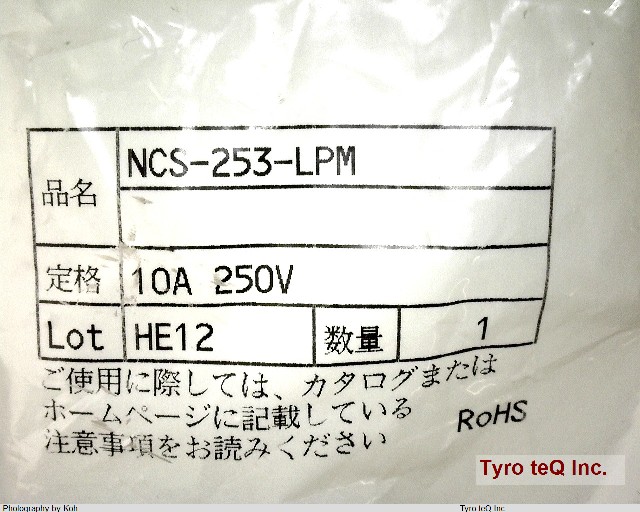 品名 NCS-253-LPM
定格 10A 250V
Lot HE12 数量 1
ご使用に際しては、カタログまたは
ホームページに記載している
注意事項をお読みください
RoHS
Tyro teQ Inc.
Photography by Koh
Tyro teQ Inc